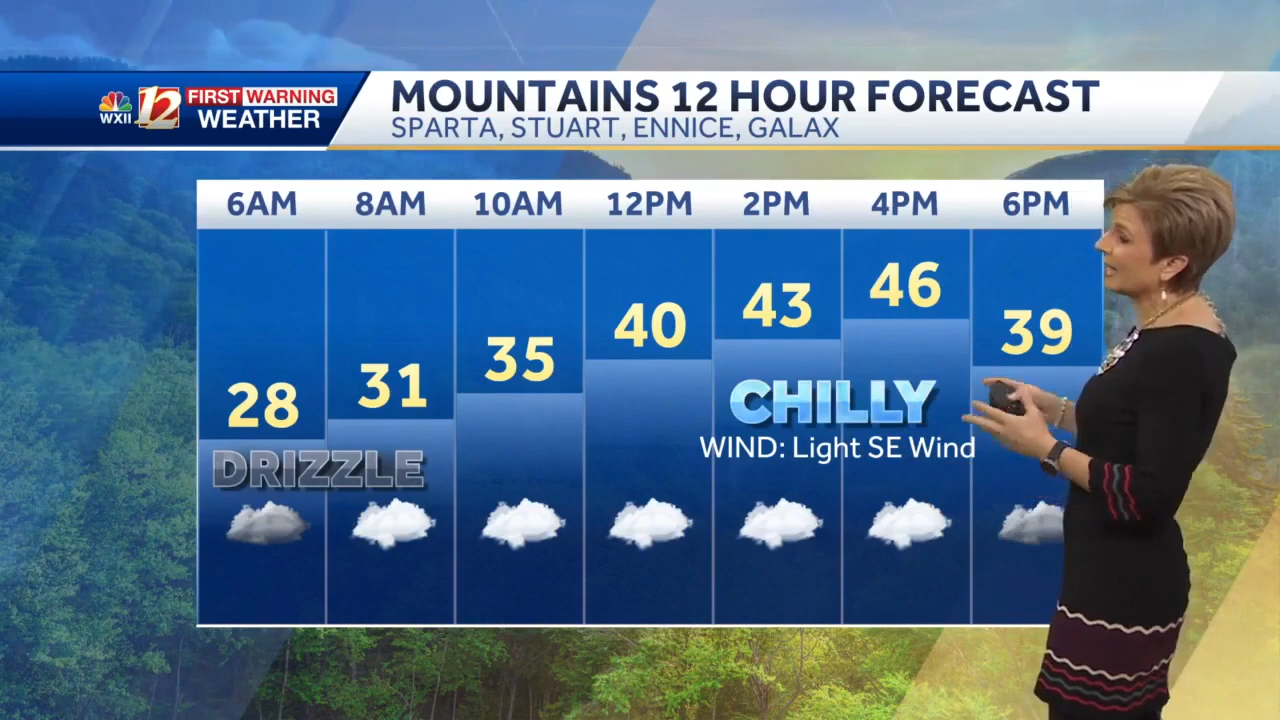 WXII 12 FIRST WARNING
WEATHER
MOUNTAINS 12 HOUR FORECAST
SPARTA, STUART, ENNICE, GALAX
6AM 8AM 10AM 12PM 2PM 4PM 6PM
28 31 35 40 43 46 39
DRIZZLE
CHILLY
WIND: Light SE Wind